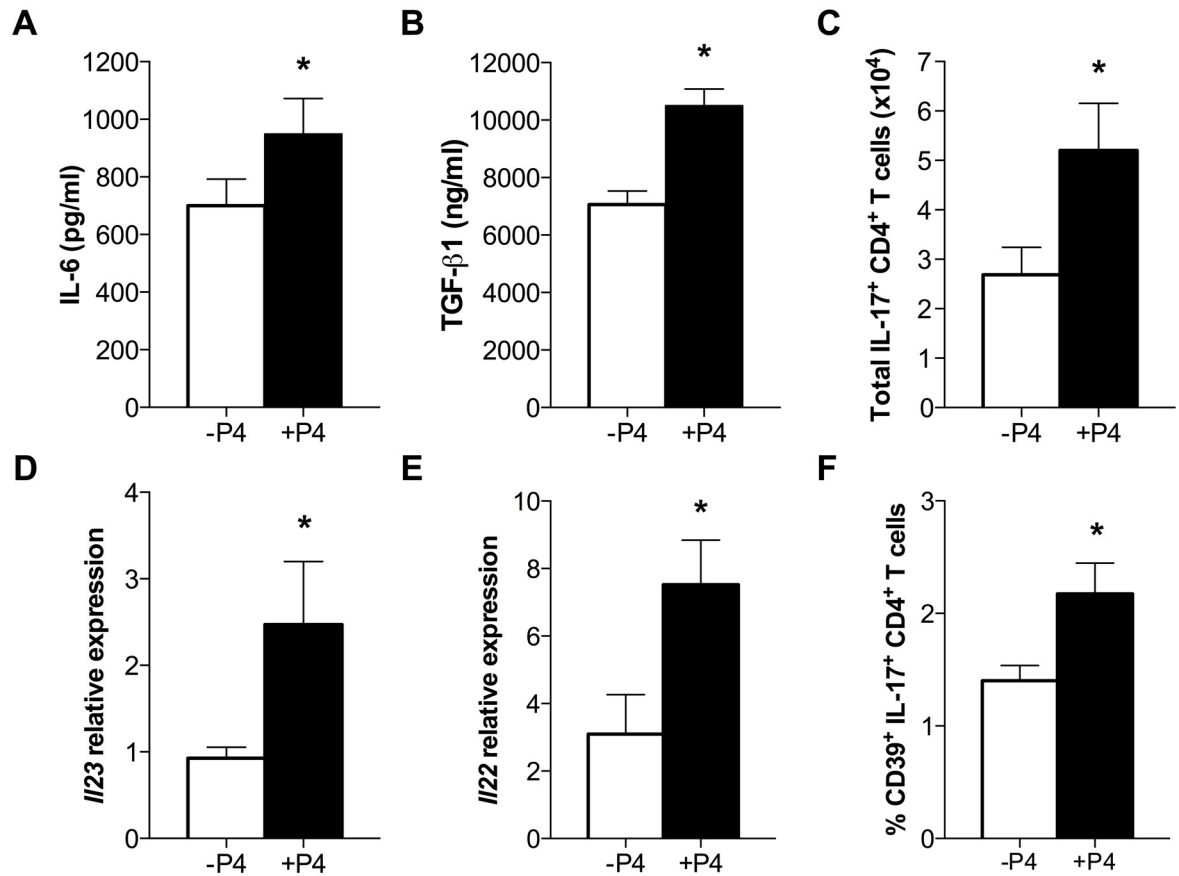 A
IL-6 (pg/ml)
1200
1000
800
600
400
200
0
*
-P4
+P4
B
TGF-β1 (ng/ml)
12000
10000
8000
6000
4000
2000
0
*
-P4
+P4
C
Total IL-17⁺ CD4⁺ T cells (x10⁴)
7
6
5
4
3
2
1
0
*
-P4
+P4
D
Il23 relative expression
4
3
2
1
0
*
-P4
+P4
E
Il22 relative expression
10
8
6
4
2
0
*
-P4
+P4
F
% CD39⁺ IL-17⁺ CD4⁺ T cells
3
2
1
0
*
-P4
+P4